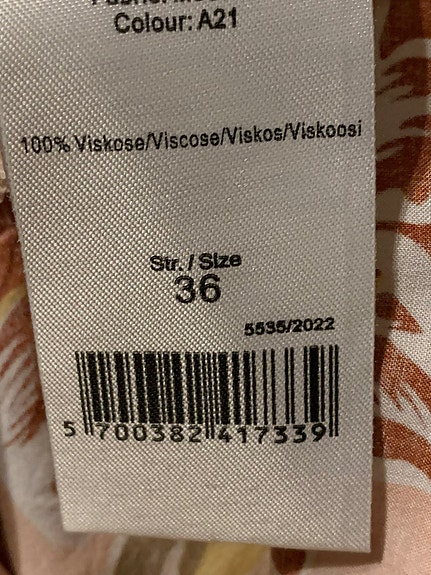 Colour: A21
100% Viskose/Viscose/Viskos/Viskoosi
Str. / Size
36
5535/2022
5 700382 417339